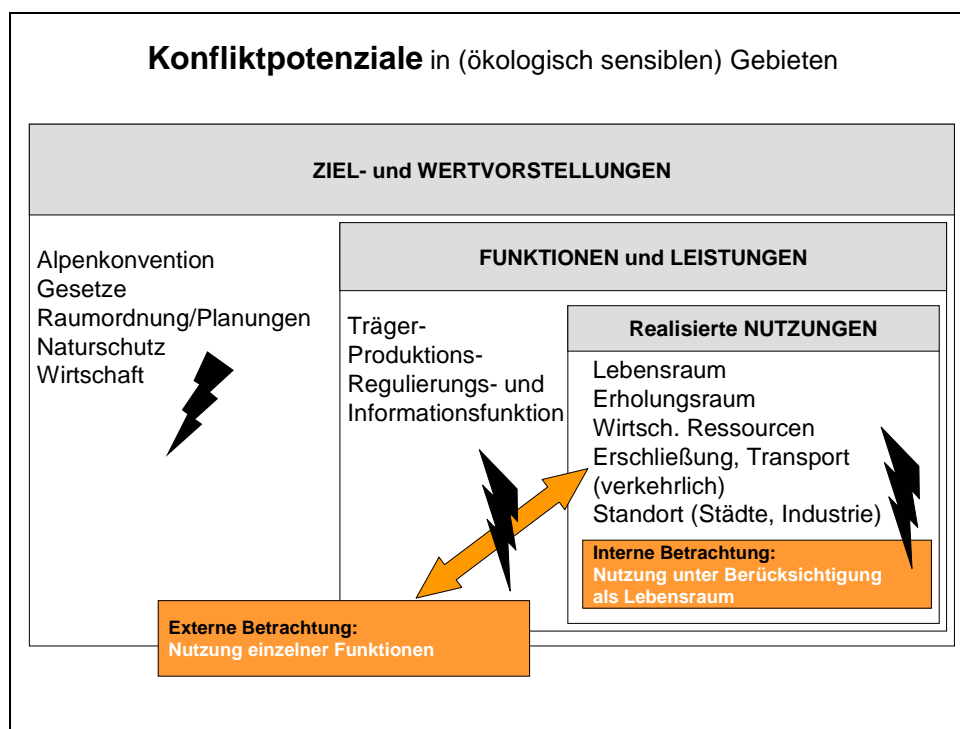 Konfliktpotenziale in (ökologisch sensiblen) Gebieten
ZIEL- und WERTVORSTELLUNGEN
Alpenkonvention
Gesetze
Raumordnung/Planungen
Naturschutz
Wirtschaft
FUNKTIONEN und LEISTUNGEN
Träger-
Produktions-
Regulierungs- und
Informationsfunktion
Realisierte NUTZUNGEN
Lebensraum
Erholungsraum
Wirtsch. Ressourcen
Erschließung, Transport
(verkehrlich)
Standort (Städte, Industrie)
Interne Betrachtung:
Nutzung unter Berücksichtigung
als Lebensraum
Externe Betrachtung:
Nutzung einzelner Funktionen